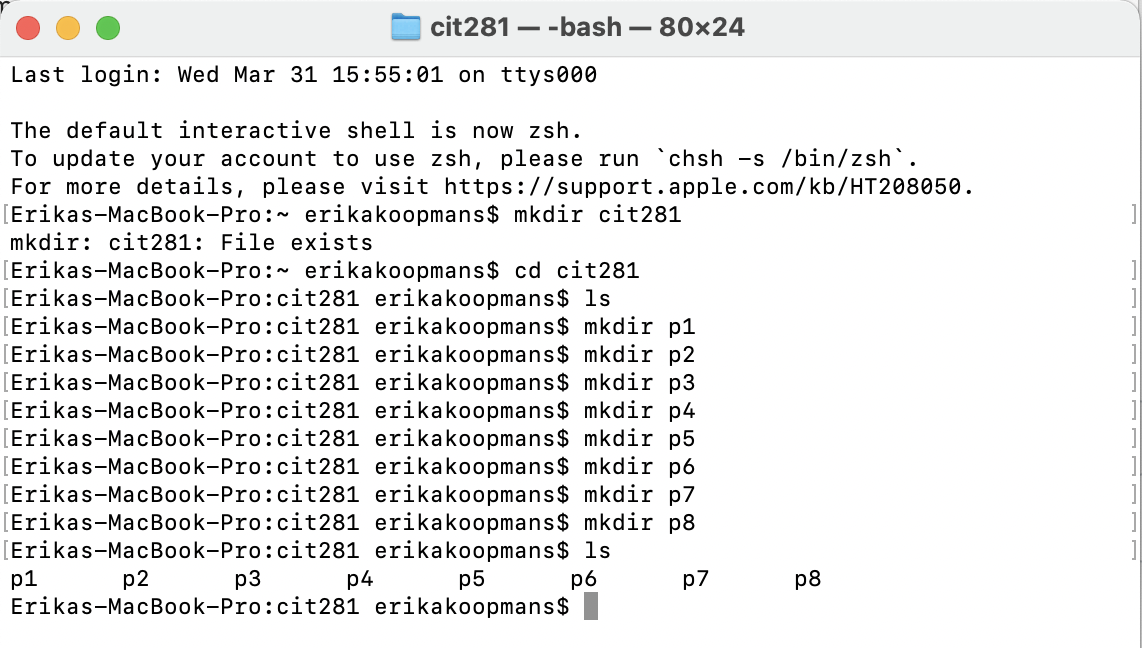 cit281 — -bash — 80×24
Last login: Wed Mar 31 15:55:01 on ttys000
The default interactive shell is now zsh.
To update your account to use zsh, please run `chsh -s /bin/zsh`.
For more details, please visit https://support.apple.com/kb/HT208050.
[Erikas-MacBook-Pro:~ erikakoopmans$ mkdir cit281 ]
mkdir: cit281: File exists
[Erikas-MacBook-Pro:~ erikakoopmans$ cd cit281 ]
[Erikas-MacBook-Pro:cit281 erikakoopmans$ ls ]
[Erikas-MacBook-Pro:cit281 erikakoopmans$ mkdir p1 ]
[Erikas-MacBook-Pro:cit281 erikakoopmans$ mkdir p2 ]
[Erikas-MacBook-Pro:cit281 erikakoopmans$ mkdir p3 ]
[Erikas-MacBook-Pro:cit281 erikakoopmans$ mkdir p4 ]
[Erikas-MacBook-Pro:cit281 erikakoopmans$ mkdir p5 ]
[Erikas-MacBook-Pro:cit281 erikakoopmans$ mkdir p6 ]
[Erikas-MacBook-Pro:cit281 erikakoopmans$ mkdir p7 ]
[Erikas-MacBook-Pro:cit281 erikakoopmans$ mkdir p8 ]
[Erikas-MacBook-Pro:cit281 erikakoopmans$ ls ]
p1 p2 p3 p4 p5 p6 p7 p8
Erikas-MacBook-Pro:cit281 erikakoopmans$